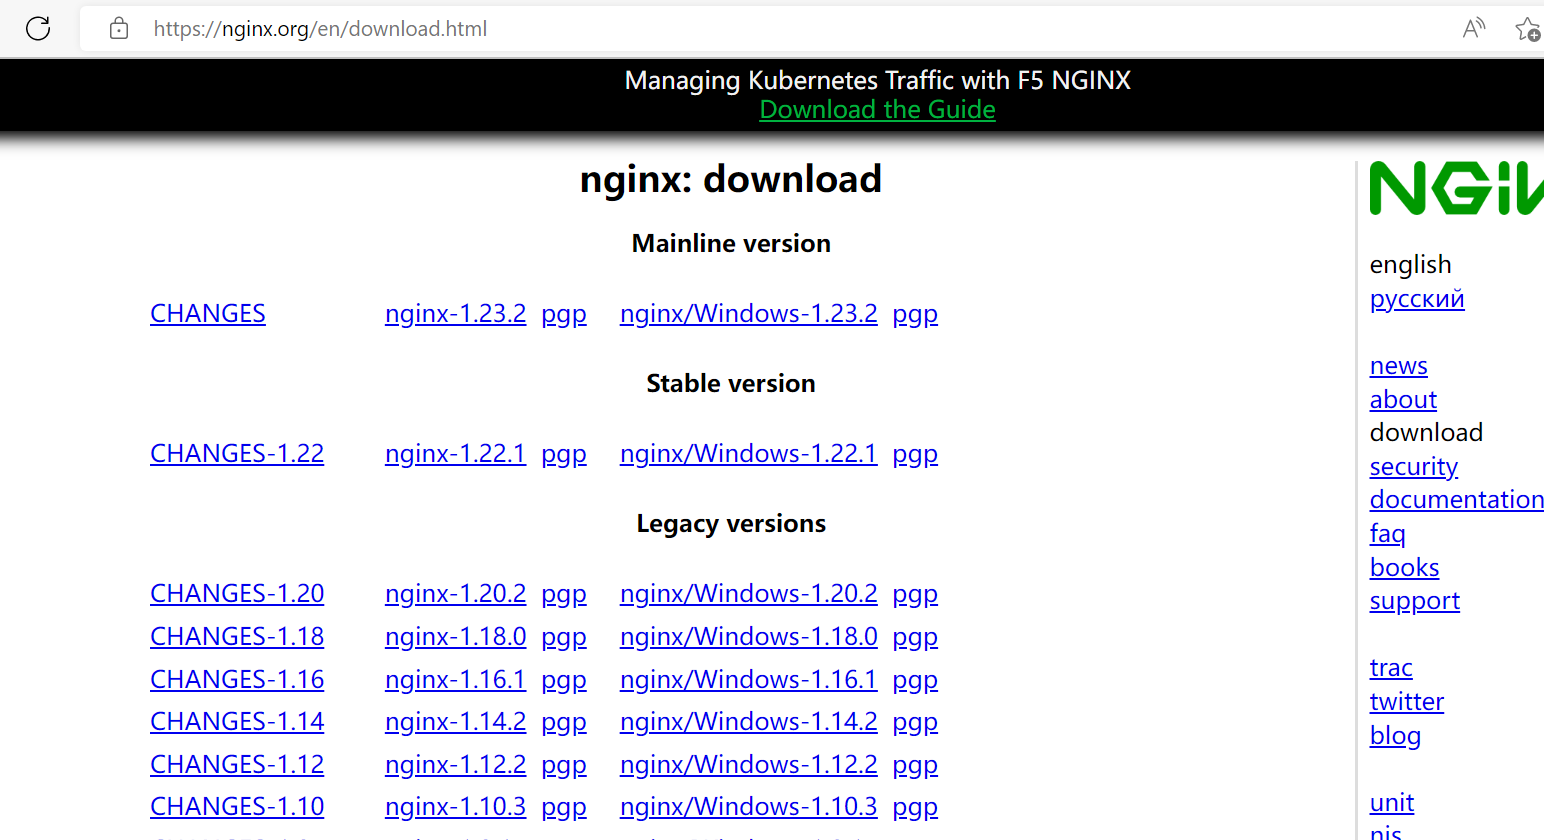 https://nginx.org/en/download.html
Managing Kubernetes Traffic with F5 NGINX
Download the Guide
nginx: download
Mainline version
CHANGES nginx-1.23.2 pgp nginx/Windows-1.23.2 pgp
Stable version
CHANGES-1.22 nginx-1.22.1 pgp nginx/Windows-1.22.1 pgp
Legacy versions
CHANGES-1.20 nginx-1.20.2 pgp nginx/Windows-1.20.2 pgp
CHANGES-1.18 nginx-1.18.0 pgp nginx/Windows-1.18.0 pgp
CHANGES-1.16 nginx-1.16.1 pgp nginx/Windows-1.16.1 pgp
CHANGES-1.14 nginx-1.14.2 pgp nginx/Windows-1.14.2 pgp
CHANGES-1.12 nginx-1.12.2 pgp nginx/Windows-1.12.2 pgp
CHANGES-1.10 nginx-1.10.3 pgp nginx/Windows-1.10.3 pgp
english
русский
news
about
download
security
documentation
faq
books
support
trac
twitter
blog
unit
njs